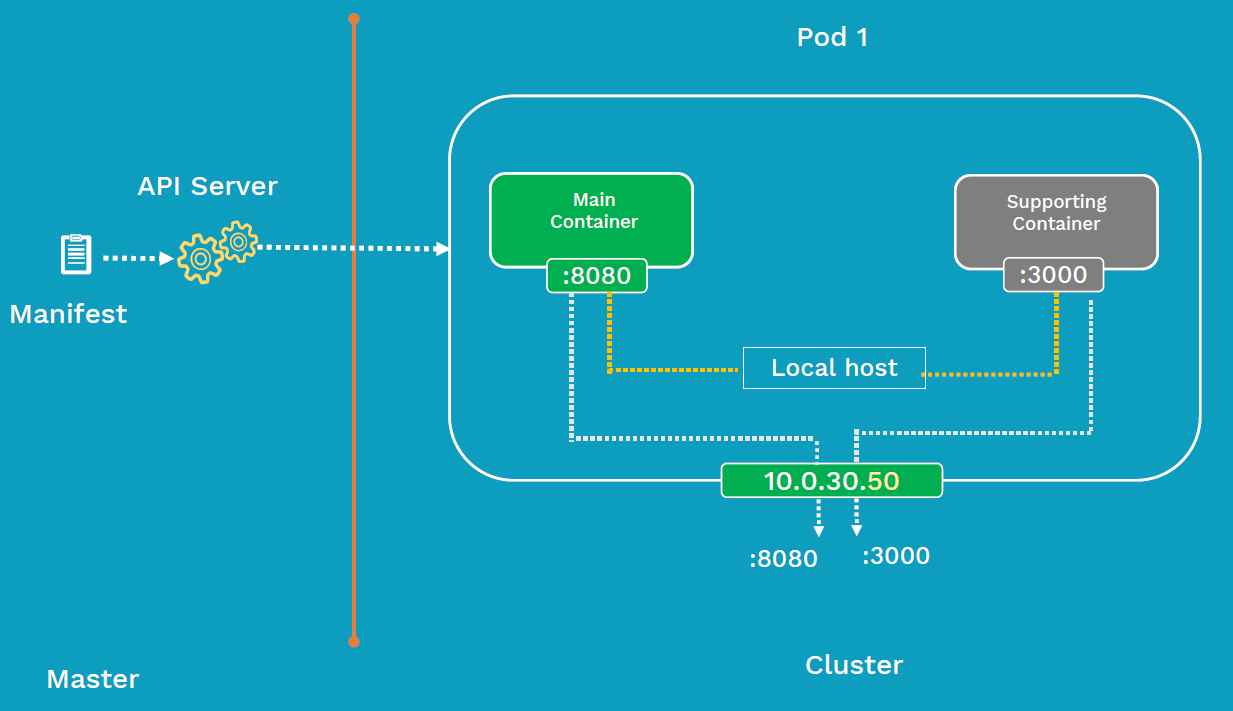 Pod 1
API Server
Manifest
Main
Container
:8080
Supporting
Container
:3000
Local host
10.0.30.50
:8080
:3000
Master
Cluster